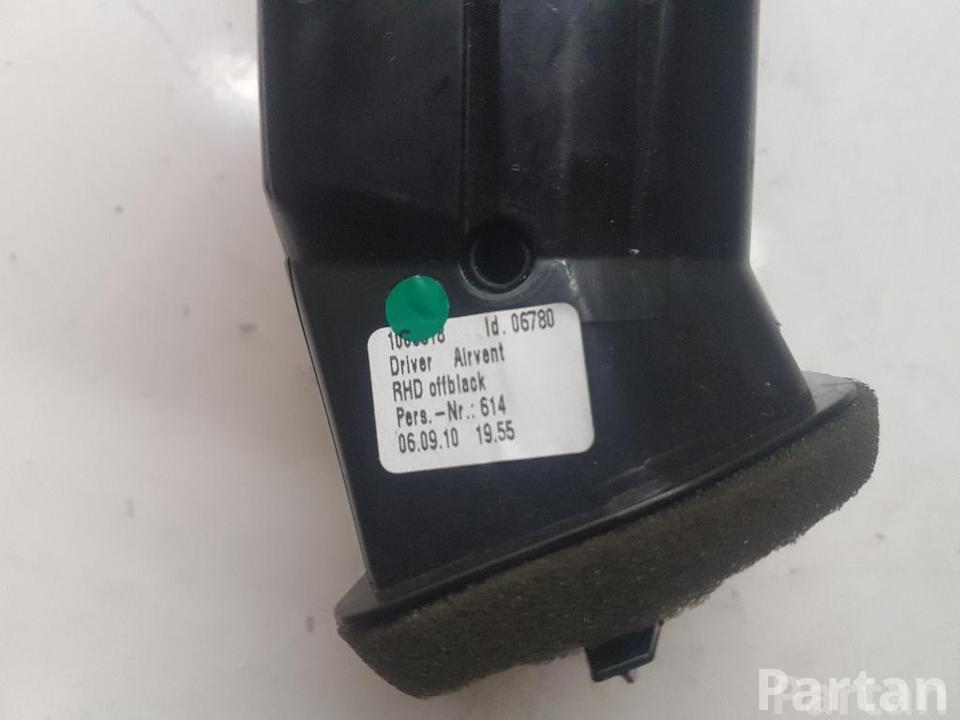 Id. 06780
Driver Airvent
RHD offblack
Pers.-Nr.: 614
06.09.10 19.55
Partan